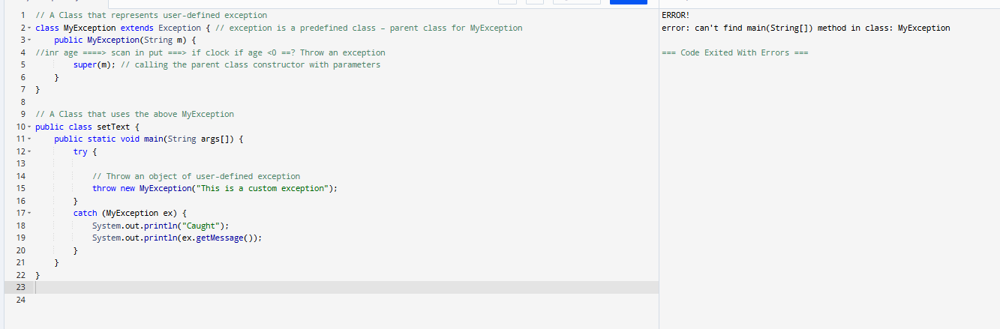 1 // A Class that represents user-defined exception
2 class MyException extends Exception { // exception is a predefined class – parent class for MyException
3 public MyException(String m) {
4 //inr age ====> scan in put ===> if clock if age <0 ==? Throw an exception
5 super(m); // calling the parent class constructor with parameters
6 }
7 }
8
9 // A Class that uses the above MyException
10 public class setText {
11 public static void main(String args[]) {
12 try {
13
14 // Throw an object of user-defined exception
15 throw new MyException("This is a custom exception");
16 }
17 catch (MyException ex) {
18 System.out.println("Caught");
19 System.out.println(ex.getMessage());
20 }
21 }
22 }
23
24
ERROR!
error: can't find main(String[]) method in class: MyException
=== Code Exited With Errors ===